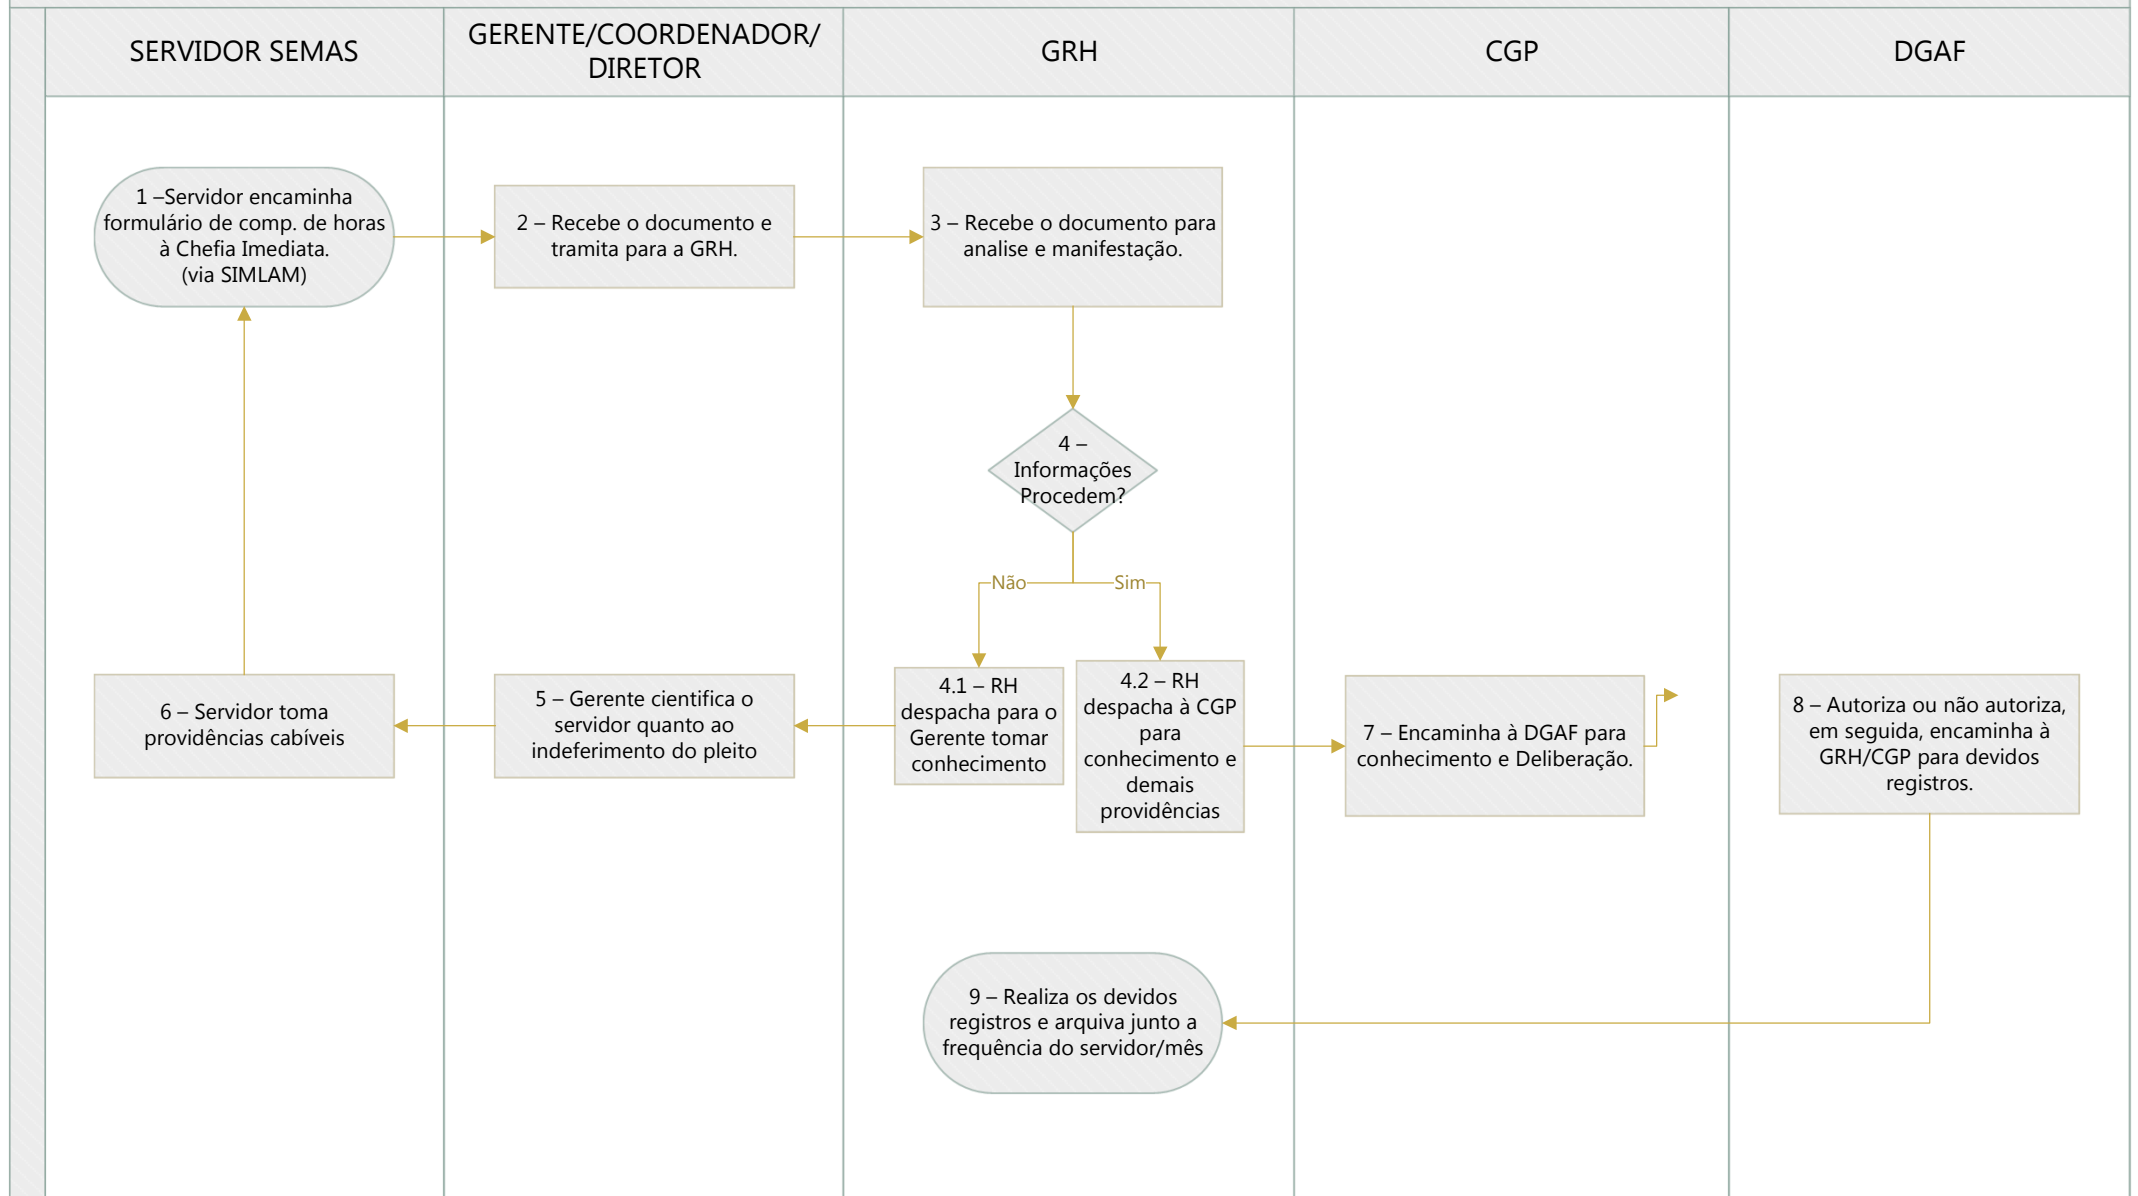 SERVIDOR SEMAS
GERENTE/COORDENADOR/
DIRETOR
GRH
CGP
DGAF
1 –Servidor encaminha
formulário de comp. de horas
à Chefia Imediata.
(via SIMLAM)
2 – Recebe o documento e
tramita para a GRH.
3 – Recebe o documento para
analise e manifestação.
4 –
Informações
Procedem?
Não
Sim
6 – Servidor toma
providências cabíveis
5 – Gerente cientifica o
servidor quanto ao
indeferimento do pleito
4.1 – RH
despacha para o
Gerente tomar
conhecimento
4.2 – RH
despacha à CGP
para
conhecimento e
demais
providências
7 – Encaminha à DGAF para
conhecimento e Deliberação.
8 – Autoriza ou não autoriza,
em seguida, encaminha à
GRH/CGP para devidos
registros.
9 – Realiza os devidos
registros e arquiva junto a
frequência do servidor/mês